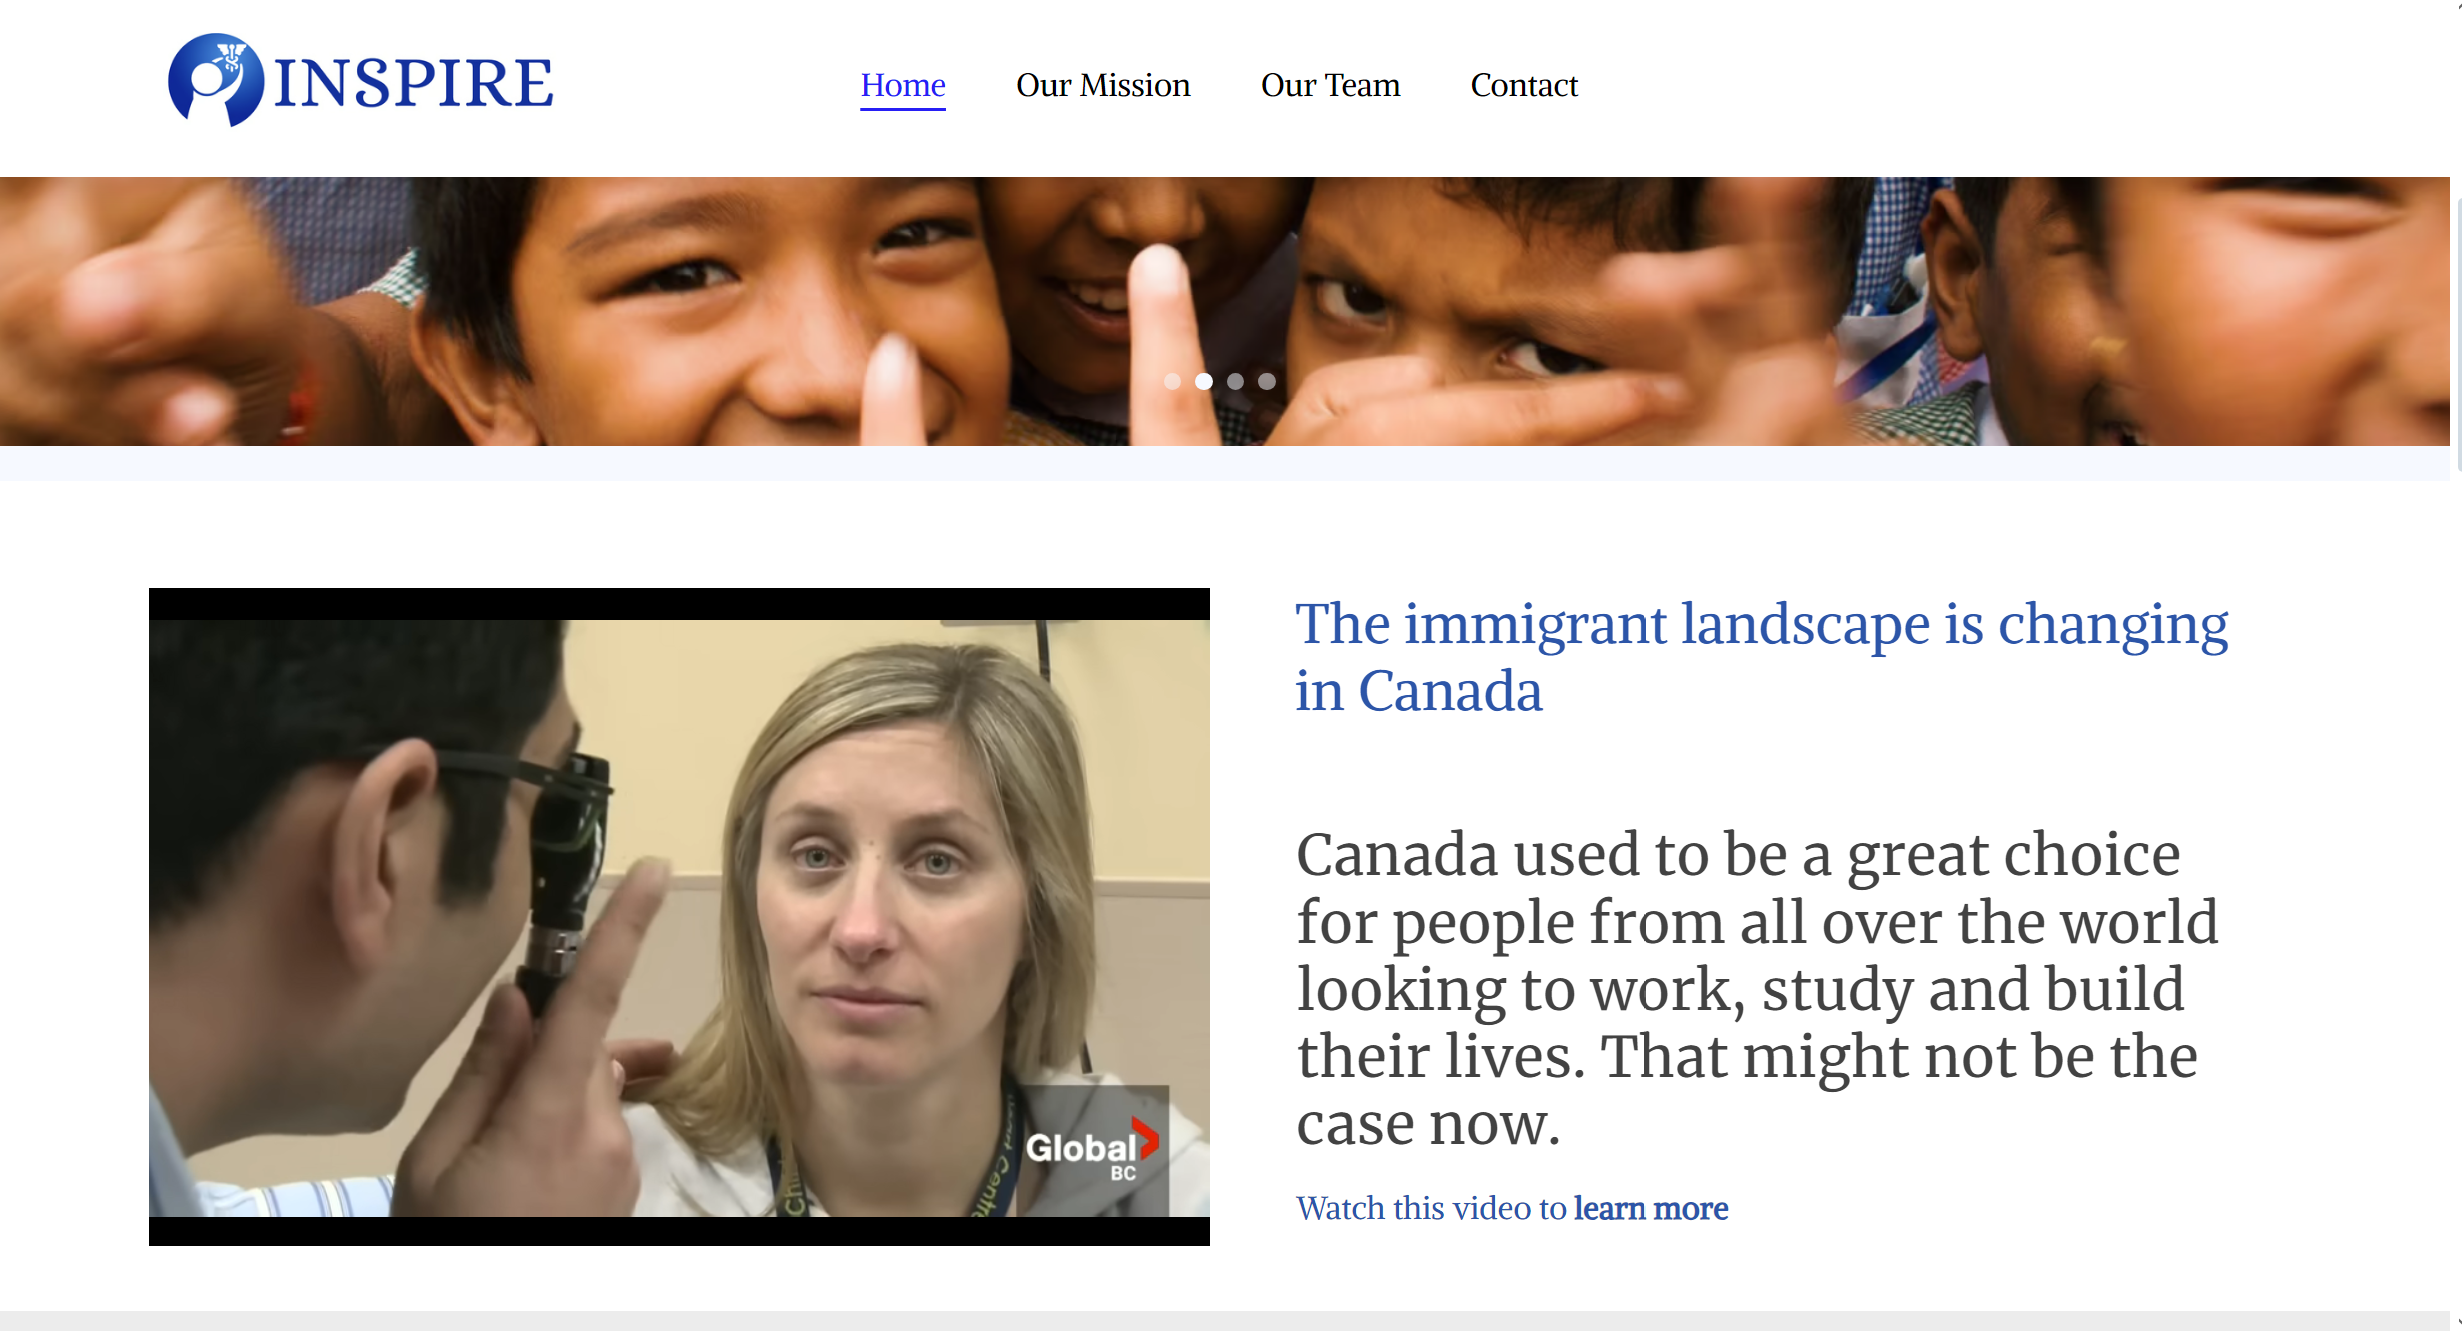 INSPIRE
Home
Our Mission
Our Team
Contact
The immigrant landscape is changing
in Canada
Canada used to be a great choice
for people from all over the world
looking to work, study and build
their lives. That might not be the
case now.
Watch this video to learn more
Global
BC